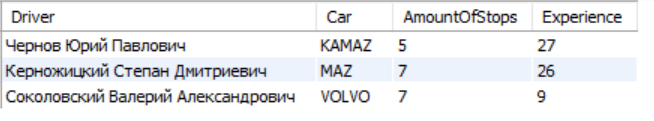 Driver Car AmountOfStops Experience
Чернов Юрий Павлович KAMAZ 5 27
Керножицкий Степан Дмитриевич MAZ 7 26
Соколовский Валерий Александрович VOLVO 7 9